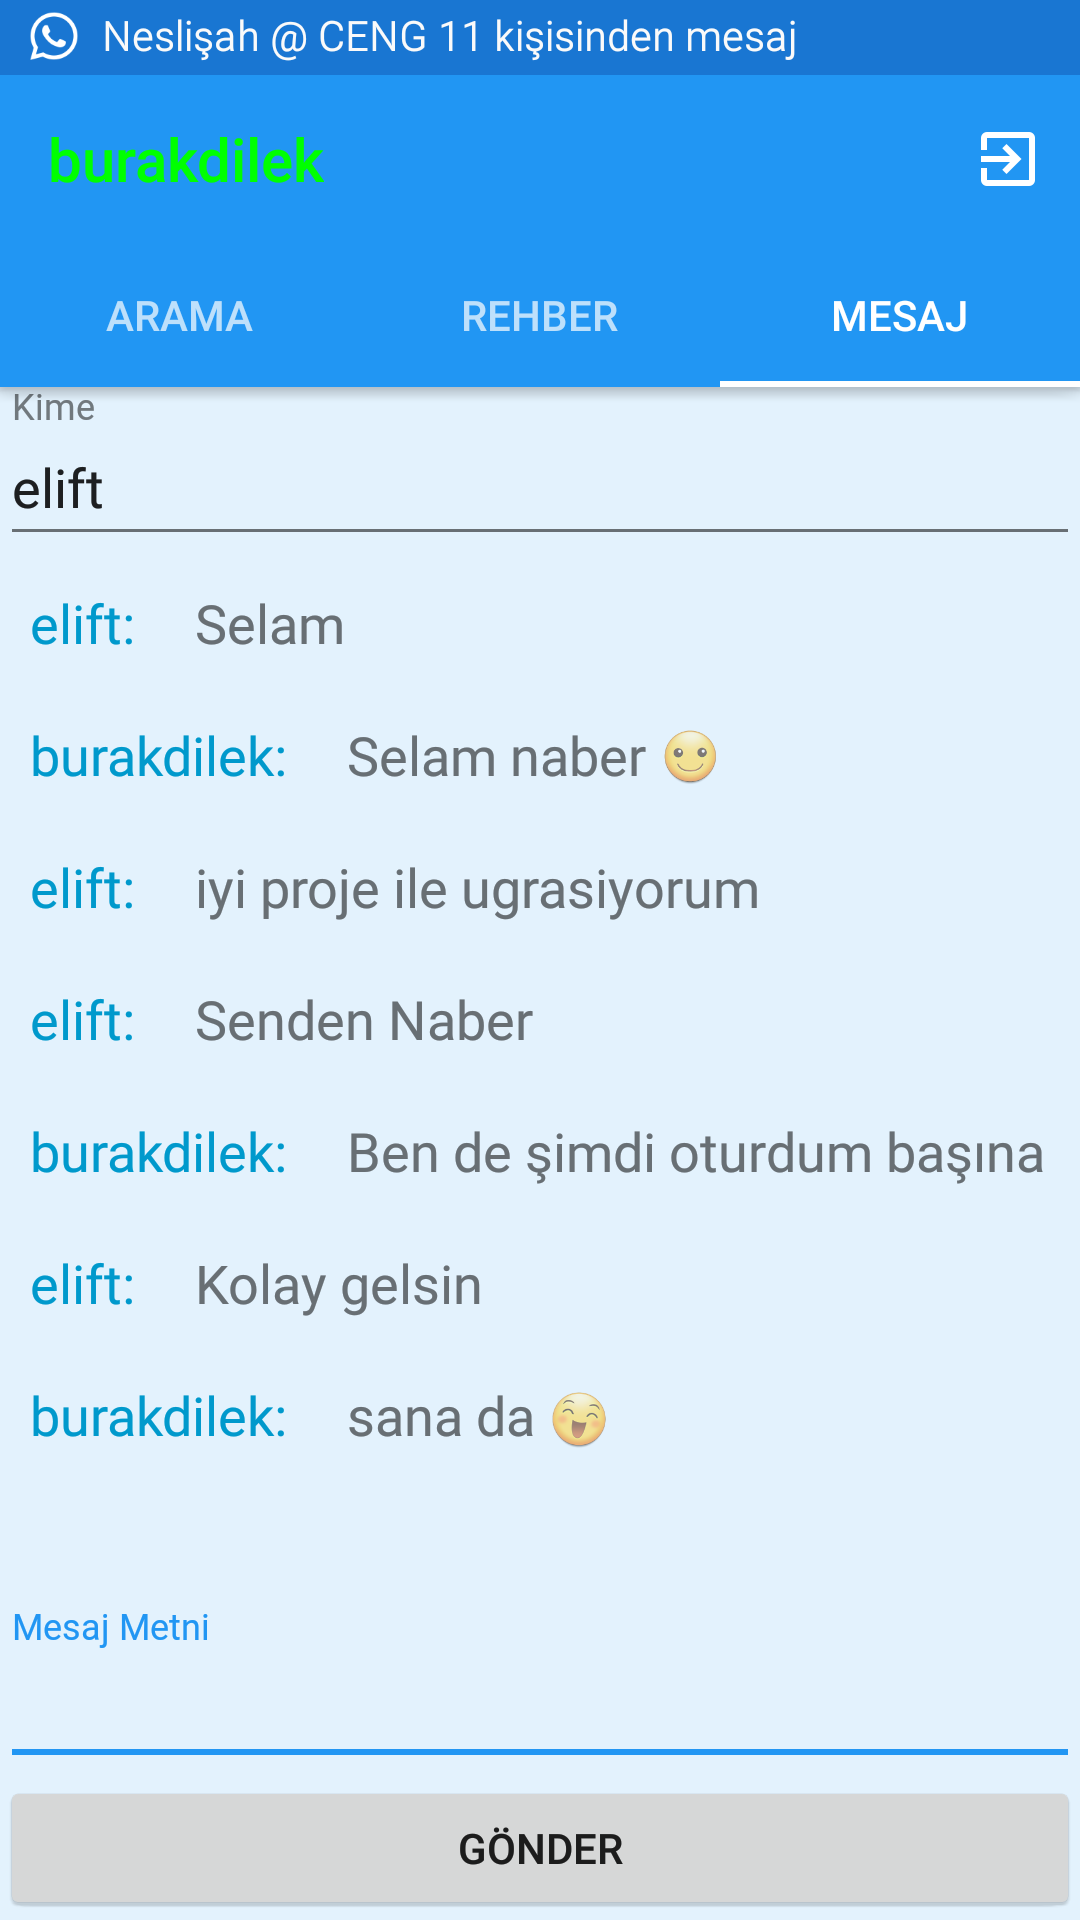 Neslişah @ CENG 11 kişisinden mesaj
burakdilek
ARAMA REHBER MESAJ
Kime
elift
elift: Selam
burakdilek: Selam naber 🙂
elift: iyi proje ile ugrasiyorum
elift: Senden Naber
burakdilek: Ben de şimdi oturdum başına
elift: Kolay gelsin
burakdilek: sana da 😄
Mesaj Metni
GÖNDER